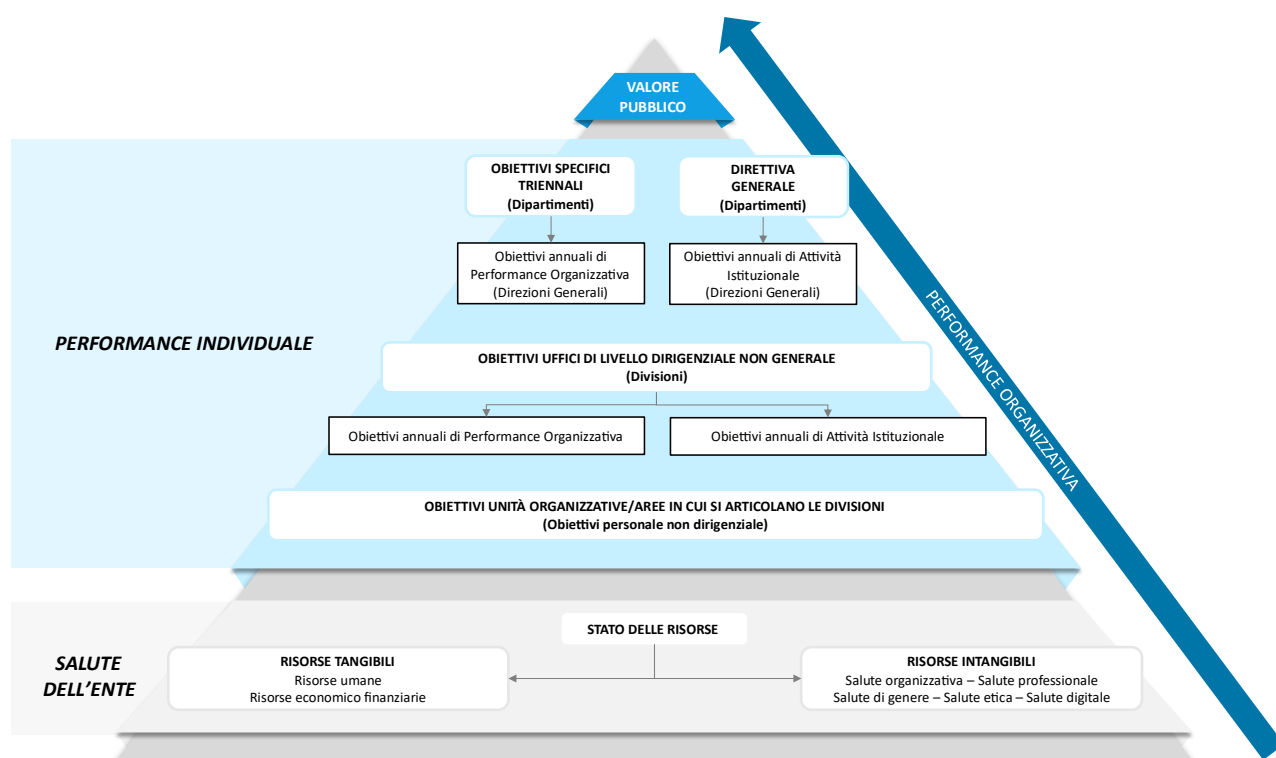 VALORE
PUBBLICO
OBIETTIVI SPECIFICI
TRIENNALI
(Dipartimenti)
DIRETTIVA
GENERALE
(Dipartimenti)
Obiettivi annuali di
Performance Organizzativa
(Direzioni Generali)
Obiettivi annuali di Attività
Istituzionale
(Direzioni Generali)
PERFORMANCE INDIVIDUALE
OBIETTIVI UFFICI DI LIVELLO DIRIGENZIALE NON GENERALE
(Divisioni)
Obiettivi annuali di Performance Organizzativa
Obiettivi annuali di Attività Istituzionale
OBIETTIVI UNITÀ ORGANIZZATIVE/AREE IN CUI SI ARTICOLANO LE DIVISIONI
(Obiettivi personale non dirigenziale)
PERFORMANCE ORGANIZZATIVA
STATO DELLE RISORSE
SALUTE
DELL'ENTE
RISORSE TANGIBILI
Risorse umane
Risorse economico finanziarie
RISORSE INTANGIBILI
Salute organizzativa – Salute professionale
Salute di genere – Salute etica – Salute digitale